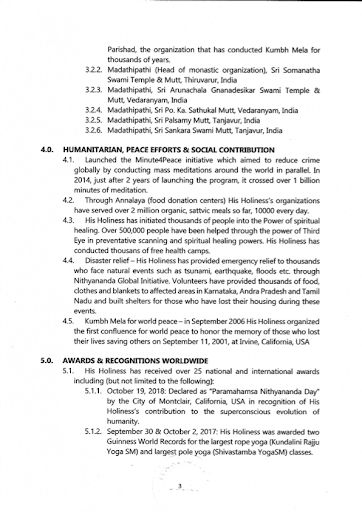 Parishad, the organization that has conducted Kumbh Mela for
thousands of years.
3.2.2. Madathipathi (Head of monastic organization), Sri Somanatha
Swami Temple & Mutt, Thiruvarur, India
3.2.3. Madathipathi, Sri Arunachala Gnanadesikar Swami Temple &
Mutt, Vedaranyam, India
3.2.4. Madathipathi, Sri Po. Ka. Sathukal Mutt, Vedaranyam, India
3.2.5. Madathipathi, Sri Palsamy Mutt, Tanjavur, India
3.2.6. Madathipathi, Sri Sankara Swami Mutt, Tanjavur, India
4.0. HUMANITARIAN, PEACE EFFORTS & SOCIAL CONTRIBUTION
4.1. Launched the Minute4Peace initiative which aimed to reduce crime
globally by conducting mass meditations around the world in parallel. In
2014, just after 2 years of launching the program, it crossed over 1 billion
minutes of meditation.
4.2. Through Annalaya (food donation centers) His Holiness's organizations
have served over 2 million organic, sattvic meals so far, 10000 every day.
4.3. His Holiness has initiated thousands of people into the Power of spiritual
healing. Over 500,000 people have been helped through the power of Third
Eye in preventative scanning and spiritual healing powers. His Holiness has
conducted thousans of free health camps.
4.4. Disaster relief – His Holiness has provided emergency relief to thousands
who face natural events such as tsunami, earthquake, floods etc. through
Nithyananda Global Initiative. Volunteers have provided thousands of food,
clothes and blankets to affected areas in Karnataka, Andra Pradesh and Tamil
Nadu and built shelters for those who have lost their housing during these
events.
4.5. Kumbh Mela for world peace – in September 2006 His Holiness organized
the first confluence for world peace to honor the memory of those who lost
their lives saving others on September 11, 2001, at Irvine, California, USA
5.0. AWARDS & RECOGNITIONS WORLDWIDE
5.1. His Holiness has received over 25 national and international awards
including (but not limited to the following):
5.1.1. October 19, 2018: Declared as "Paramahamsa Nithyananda Day"
by the City of Montclair, California, USA in recognition of His
Holiness's contribution to the superconscious evolution of
humanity.
5.1.2. September 30 & October 2, 2017: His Holiness was awarded two
Guinness World Records for the largest rope yoga (Kundalini Rajju
Yoga SM) and largest pole yoga (Shivastamba YogaSM) classes.
3